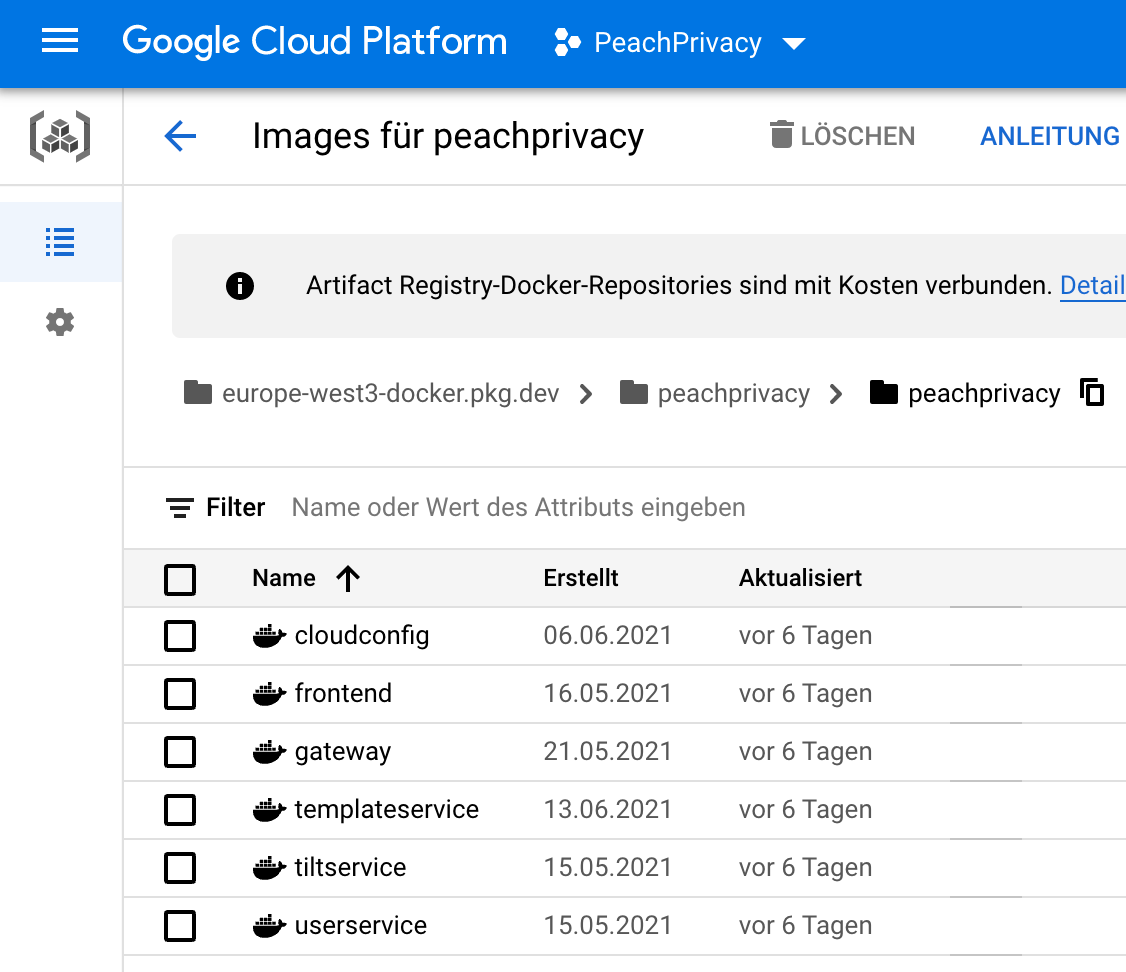 Google Cloud Platform PeachPrivacy
Images für peachprivacy LÖSCHEN ANLEITUNG
Artifact Registry-Docker-Repositories sind mit Kosten verbunden. Detail
europe-west3-docker.pkg.dev peachprivacy peachprivacy
Filter Name oder Wert des Attributs eingeben
Name Erstellt Aktualisiert
cloudconfig 06.06.2021 vor 6 Tagen
frontend 16.05.2021 vor 6 Tagen
gateway 21.05.2021 vor 6 Tagen
templateservice 13.06.2021 vor 6 Tagen
tiltservice 15.05.2021 vor 6 Tagen
userservice 15.05.2021 vor 6 Tagen